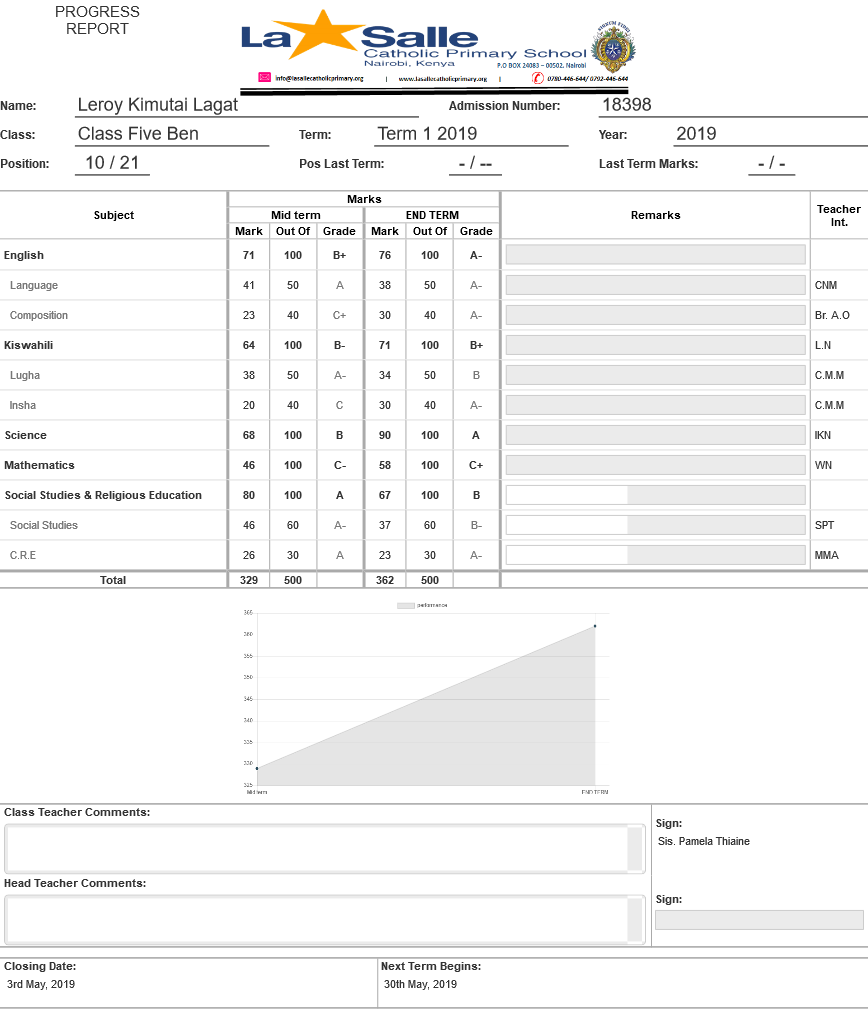 PROGRESS
REPORT
La Salle
Catholic Primary School
Nairobi, Kenya
P.O BOX 24083 – 00502, Nairobi
VIRTUTE FIDEI
info@lasallecatholicprimary.org | www.lasallecatholicprimary.org | 0780-446-644/ 0792-446-644
Name: Leroy Kimutai Lagat Admission Number: 18398
Class: Class Five Ben Term: Term 1 2019 Year: 2019
Position: 10 / 21 Pos Last Term: - / -- Last Term Marks: - / -
Subject Marks Remarks Teacher Int.
Mid term END TERM
Mark Out Of Grade Mark Out Of Grade
English 71 100 B+ 76 100 A-
Language 41 50 A 38 50 A- CNM
Composition 23 40 C+ 30 40 A- Br. A.O
Kiswahili 64 100 B- 71 100 B+ L.N
Lugha 38 50 A- 34 50 B C.M.M
Insha 20 40 C 30 40 A- C.M.M
Science 68 100 B 90 100 A IKN
Mathematics 46 100 C- 58 100 C+ WN
Social Studies & Religious Education 80 100 A 67 100 B
Social Studies 46 60 A- 37 60 B- SPT
C.R.E 26 30 A 23 30 A- MMA
Total 329 500 362 500
performance
365
360
355
350
345
340
335
330
325
Mid term END TERM
Class Teacher Comments:
Sign:
Sis. Pamela Thiaine
Head Teacher Comments:
Sign:
Closing Date: Next Term Begins:
3rd May, 2019 30th May, 2019